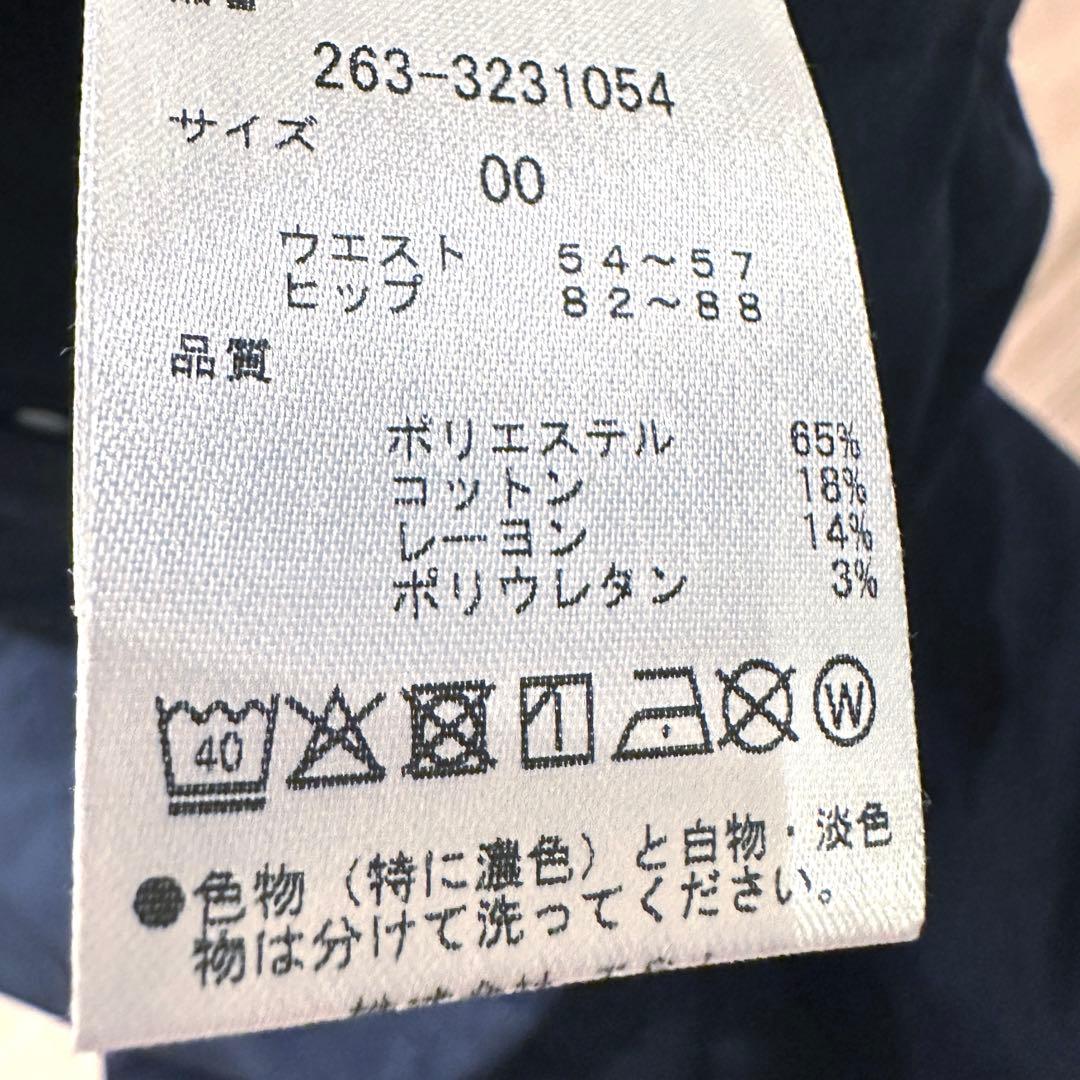 263-3231054
サイズ
00
ウエスト 54～57
ヒップ 82～88
品質
ポリエステル 65%
コットン 18%
レーヨン 14%
ポリウレタン 3%
40
W
●色物（特に濃色）と白物・淡色
物は分けて洗ってください。